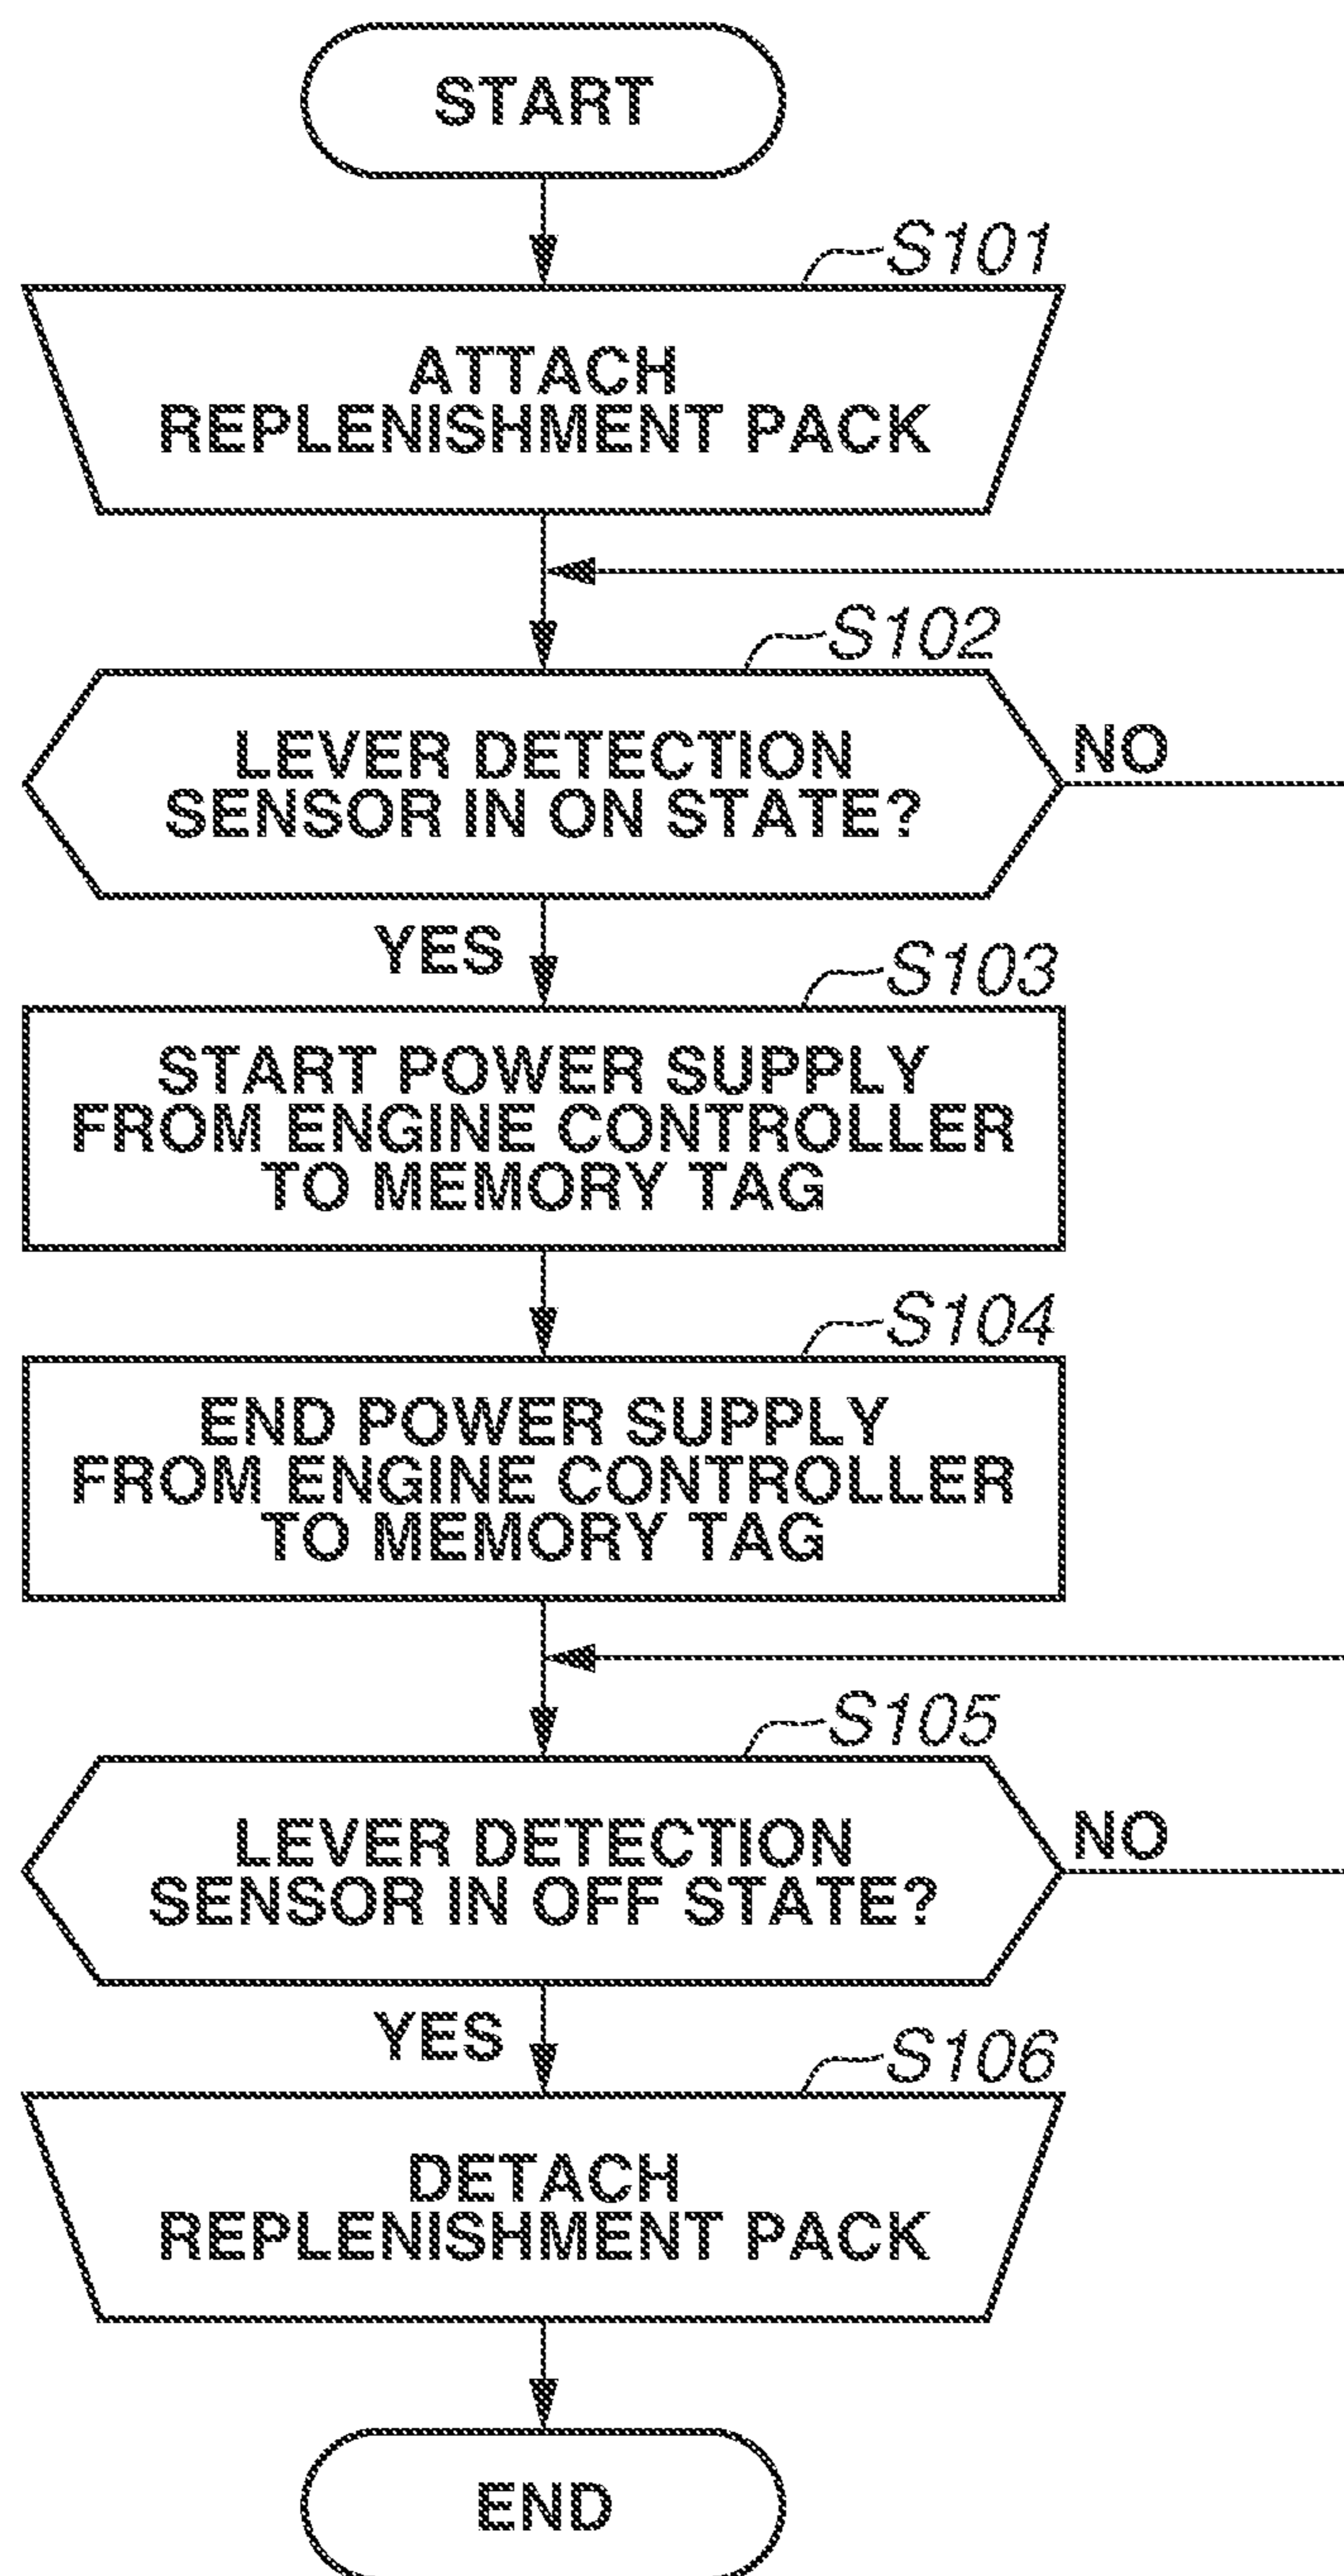 START
S101
ATTACH
REPLENISHMENT PACK
S102
LEVER DETECTION
SENSOR IN ON STATE?
NO
YES
S103
START POWER SUPPLY
FROM ENGINE CONTROLLER
TO MEMORY TAG
S104
END POWER SUPPLY
FROM ENGINE CONTROLLER
TO MEMORY TAG
S105
LEVER DETECTION
SENSOR IN OFF STATE?
NO
YES
S106
DETACH
REPLENISHMENT PACK
END